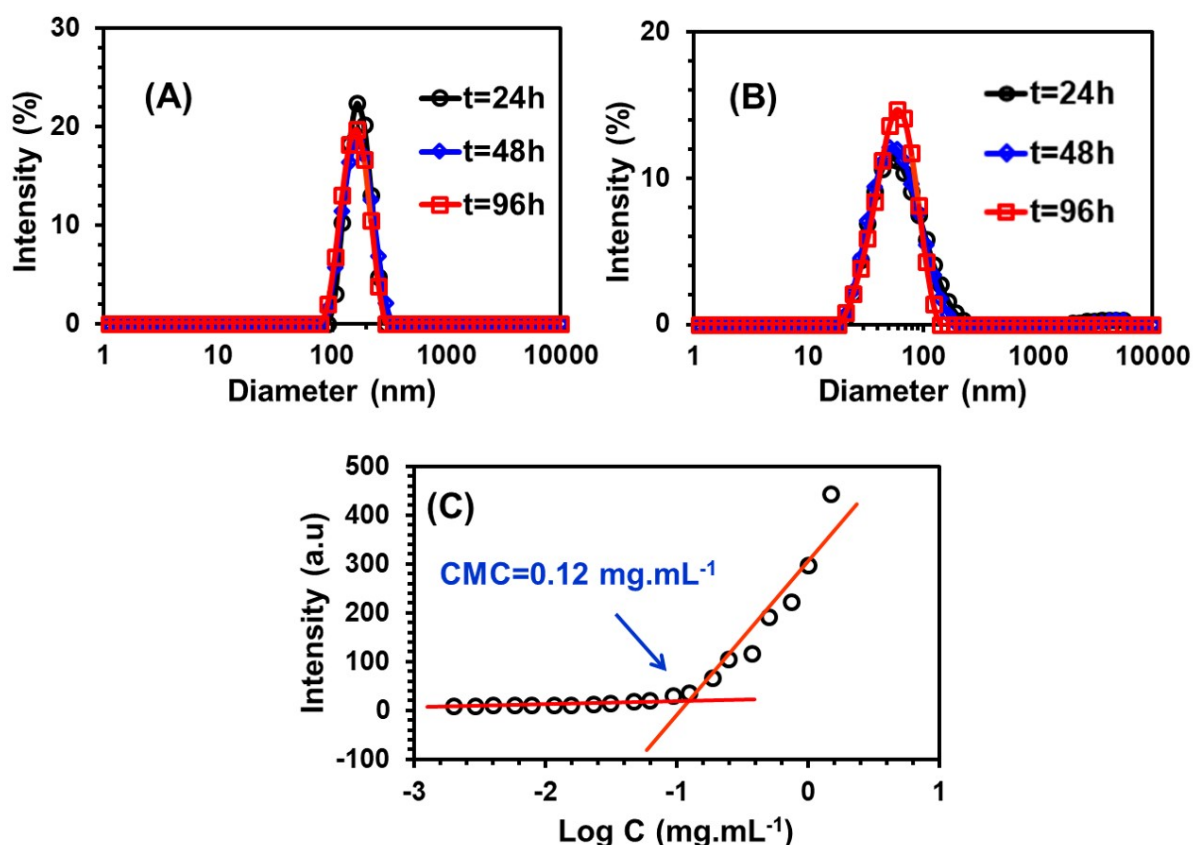 30
20
10
0
Intensity (%)
(A)
t=24h
t=48h
t=96h
1
10
100
1000
10000
Diameter (nm)
20
10
0
Intensity (%)
(B)
t=24h
t=48h
t=96h
1
10
100
1000
10000
Diameter (nm)
500
400
300
200
100
0
-100
Intensity (a.u)
(C)
CMC=0.12 mg.mL⁻¹
-3
-2
-1
0
1
Log C (mg.mL⁻¹)